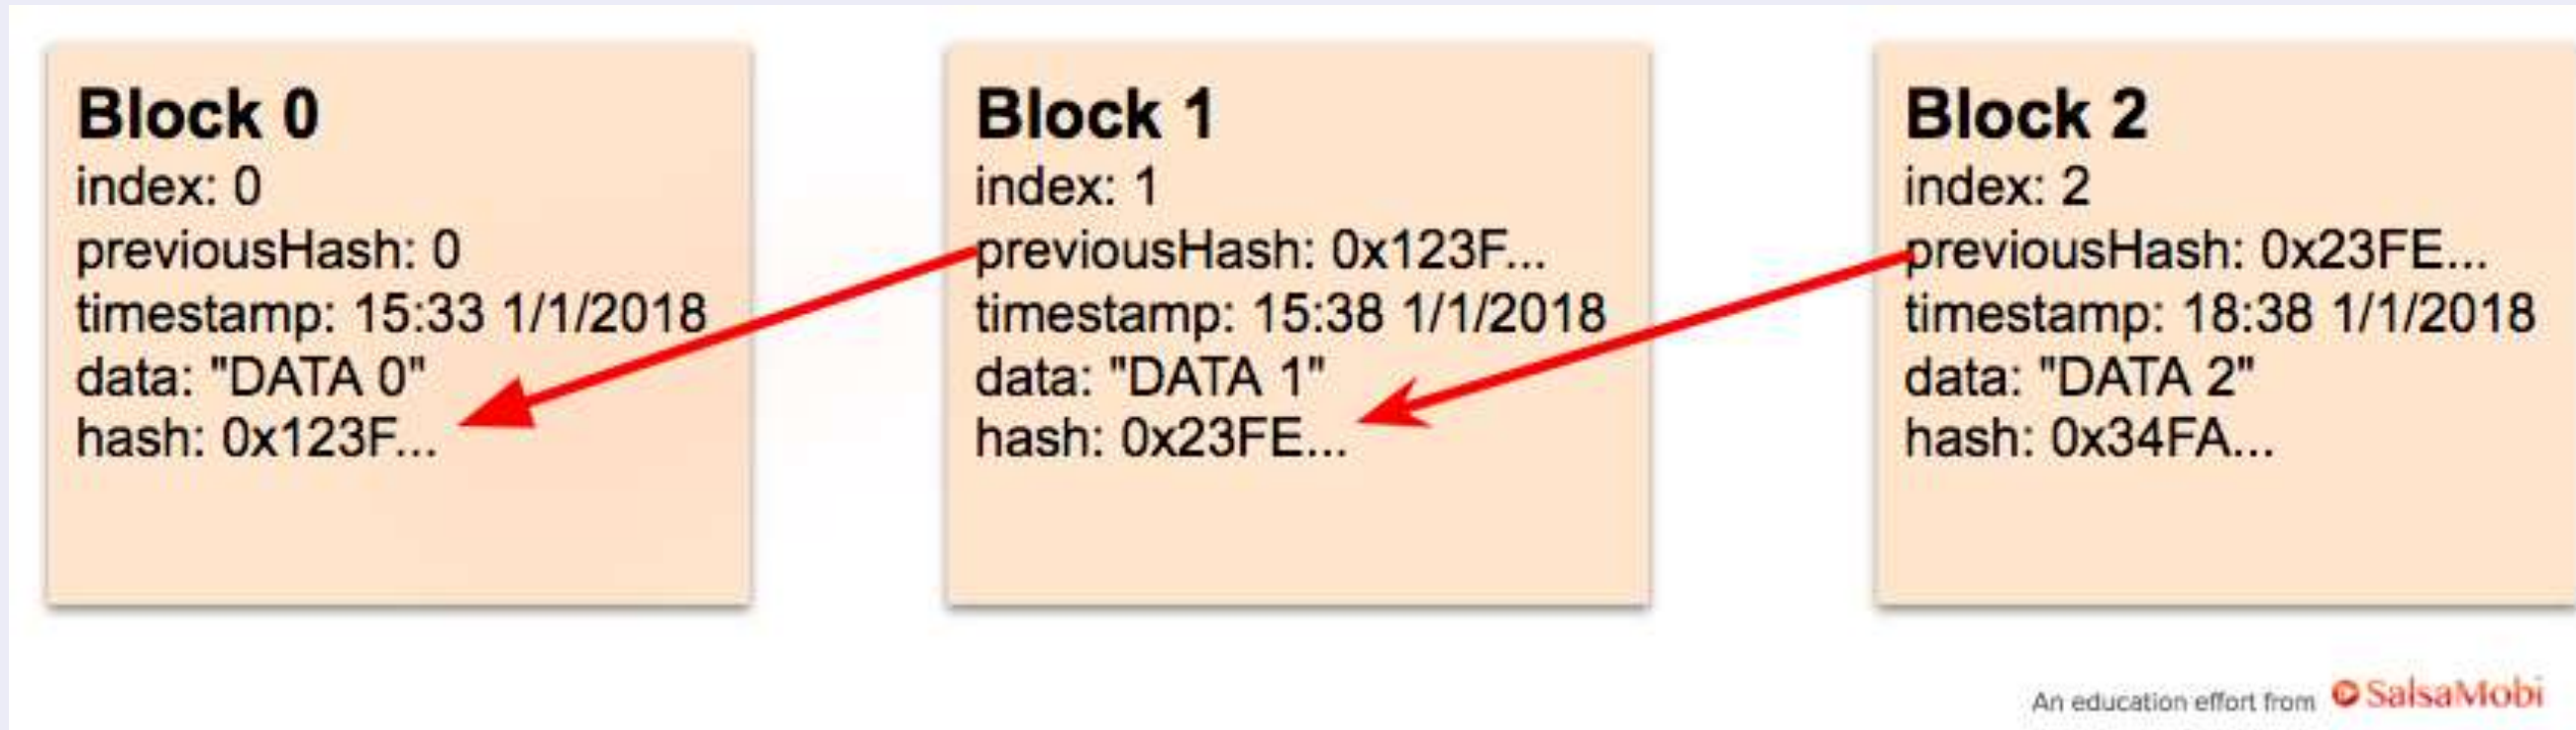 Block 0
index: 0
previousHash: 0
timestamp: 15:33 1/1/2018
data: "DATA 0"
hash: 0x123F...
Block 1
index: 1
previousHash: 0x123F...
timestamp: 15:38 1/1/2018
data: "DATA 1"
hash: 0x23FE...
Block 2
index: 2
previousHash: 0x23FE...
timestamp: 18:38 1/1/2018
data: "DATA 2"
hash: 0x34FA...
An education effort from SalsaMobi